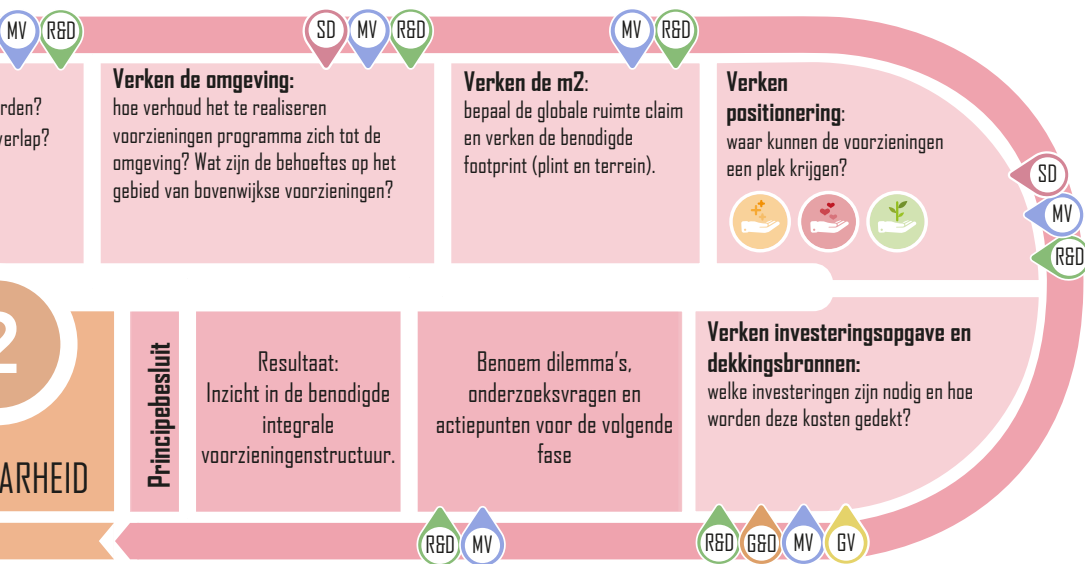 MV R&D
SD MV R&D
MV R&D
rden?
verlap?
Verken de omgeving:
hoe verhoud het te realiseren
voorzieningen programma zich tot de
omgeving? Wat zijn de behoeftes op het
gebied van bovenwijkse voorzieningen?
Verken de m2:
bepaal de globale ruimte claim
en verken de benodigde
footprint (plint en terrein).
Verken
positionering:
waar kunnen de voorzieningen
een plek krijgen?
SD
MV
R&D
Verken investeringsopgave en
dekkingsbronnen:
welke investeringen zijn nodig en hoe
worden deze kosten gedekt?
R&D G&O MV GV
Benoem dilemma's,
onderzoeksvragen en
actiepunten voor de volgende
fase
R&D MV
Resultaat:
Inzicht in de benodigde
integrale
voorzieningenstructuur.
Principebesluit
2
ARHEID